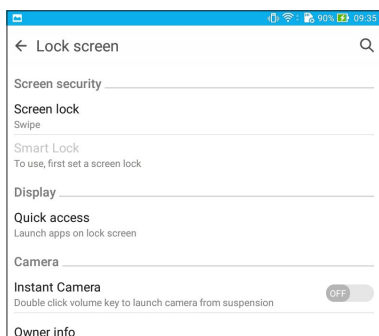 90% 09:35
Lock screen
Screen security
Screen lock
Swipe
Smart Lock
To use, first set a screen lock
Display
Quick access
Launch apps on lock screen
Camera
Instant Camera
OFF
Double click volume key to launch camera from suspension
Owner info